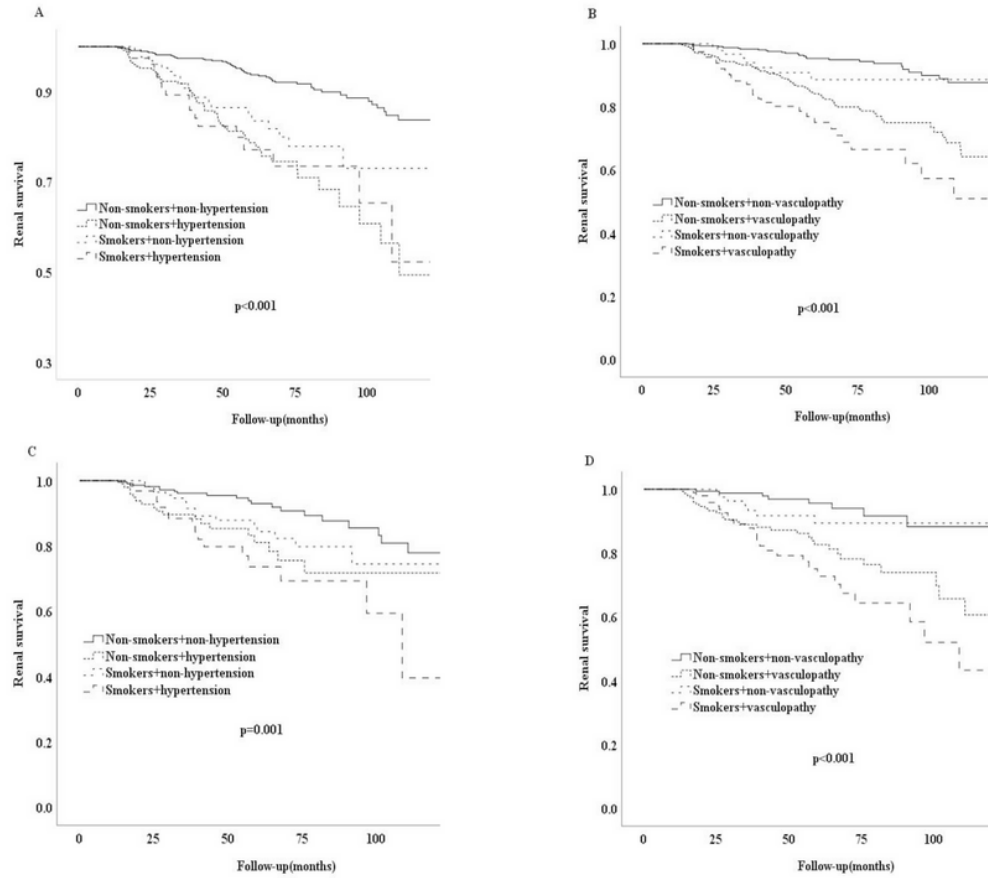 A
Renal survival
0.9
0.7
0.5
0.3
Non-smokers+non-hypertension
Non-smokers+hypertension
Smokers+non-hypertension
Smokers+hypertension
p<0.001
0 25 50 75 100
Follow-up(months)
B
Renal survival
1.0
0.8
0.6
0.4
0.2
0.0
Non-smokers+non-vasculopathy
Non-smokers+vasculopathy
Smokers+non-vasculopathy
Smokers+vasculopathy
p<0.001
0 25 50 75 100
Follow-up(months)
C
Renal survival
1.0
0.8
0.6
0.4
0.2
0.0
Non-smokers+non-hypertension
Non-smokers+hypertension
Smokers+non-hypertension
Smokers+hypertension
p=0.001
0 25 50 75 100
Follow-up(months)
D
Renal survival
1.0
0.8
0.6
0.4
0.2
0.0
Non-smokers+non-vasculopathy
Non-smokers+vasculopathy
Smokers+non-vasculopathy
Smokers+vasculopathy
p<0.001
0 25 50 75 100
Follow-up(months)